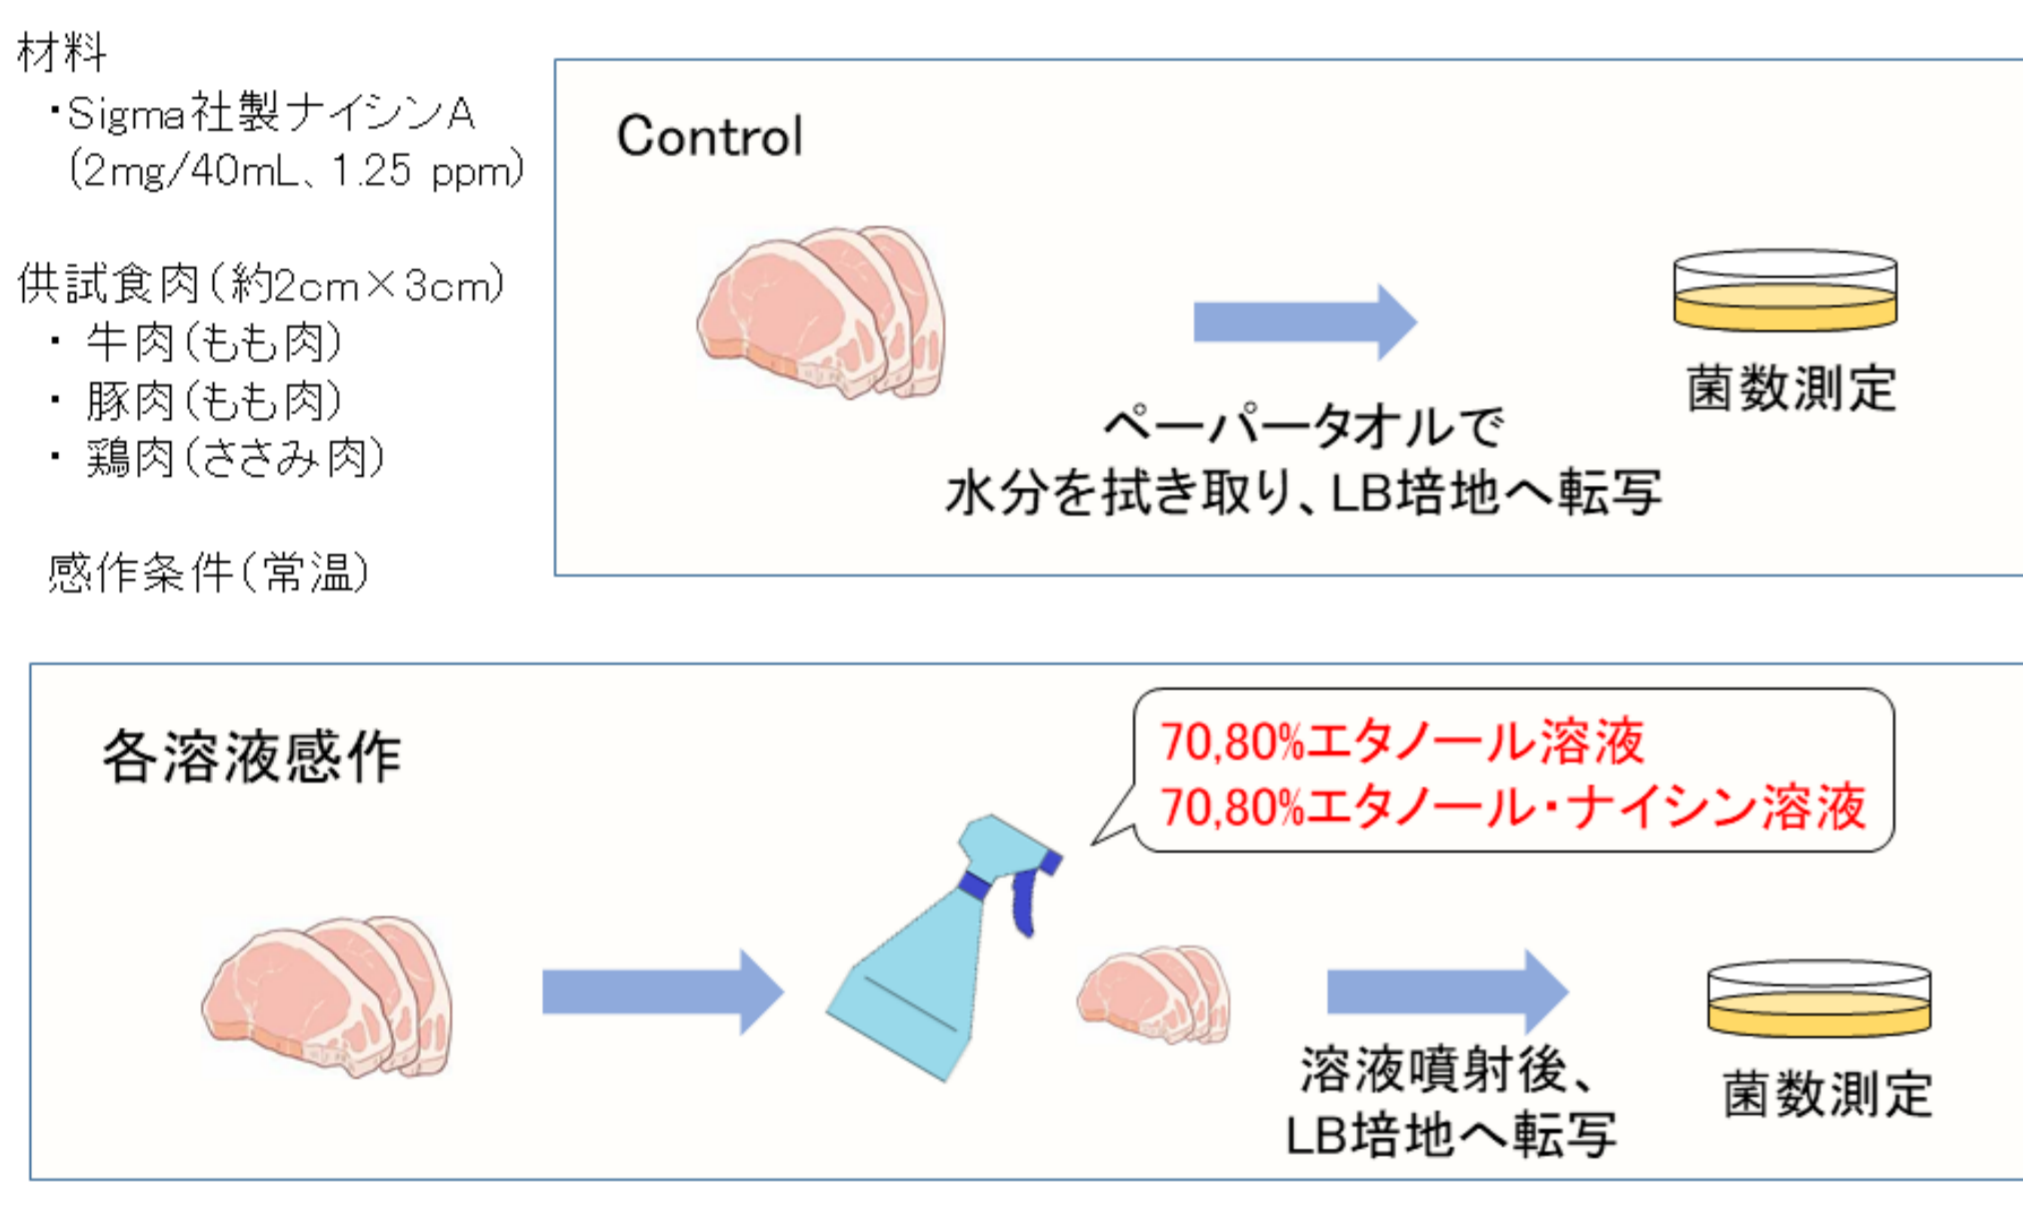 材料
・Sigma社製ナイシンA
(2mg/40mL、1.25 ppm)
供試食肉(約2cm×3cm)
・ 牛肉(もも肉)
・ 豚肉(もも肉)
・ 鶏肉(ささみ肉)
感作条件(常温)
Control
ペーパータオルで
水分を拭き取り、LB培地へ転写
菌数測定
各溶液感作
70,80%エタノール溶液
70,80%エタノール・ナイシン溶液
溶液噴射後、
LB培地へ転写
菌数測定